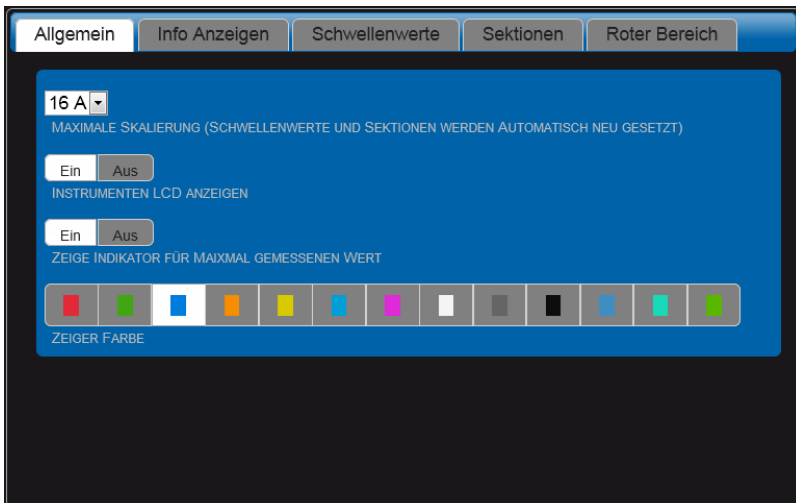 Allgemein Info Anzeigen Schwellenwerte Sektionen Roter Bereich
16 A
MAXIMALE SKALIERUNG (SCHWELLENWERTE UND SEKTIONEN WERDEN AUTOMATISCH NEU GESETZT)
Ein Aus
INSTRUMENTEN LCD ANZEIGEN
Ein Aus
ZEIGE INDIKATOR FÜR MAIXMAL GEMESSENEN WERT
ZEIGER FARBE